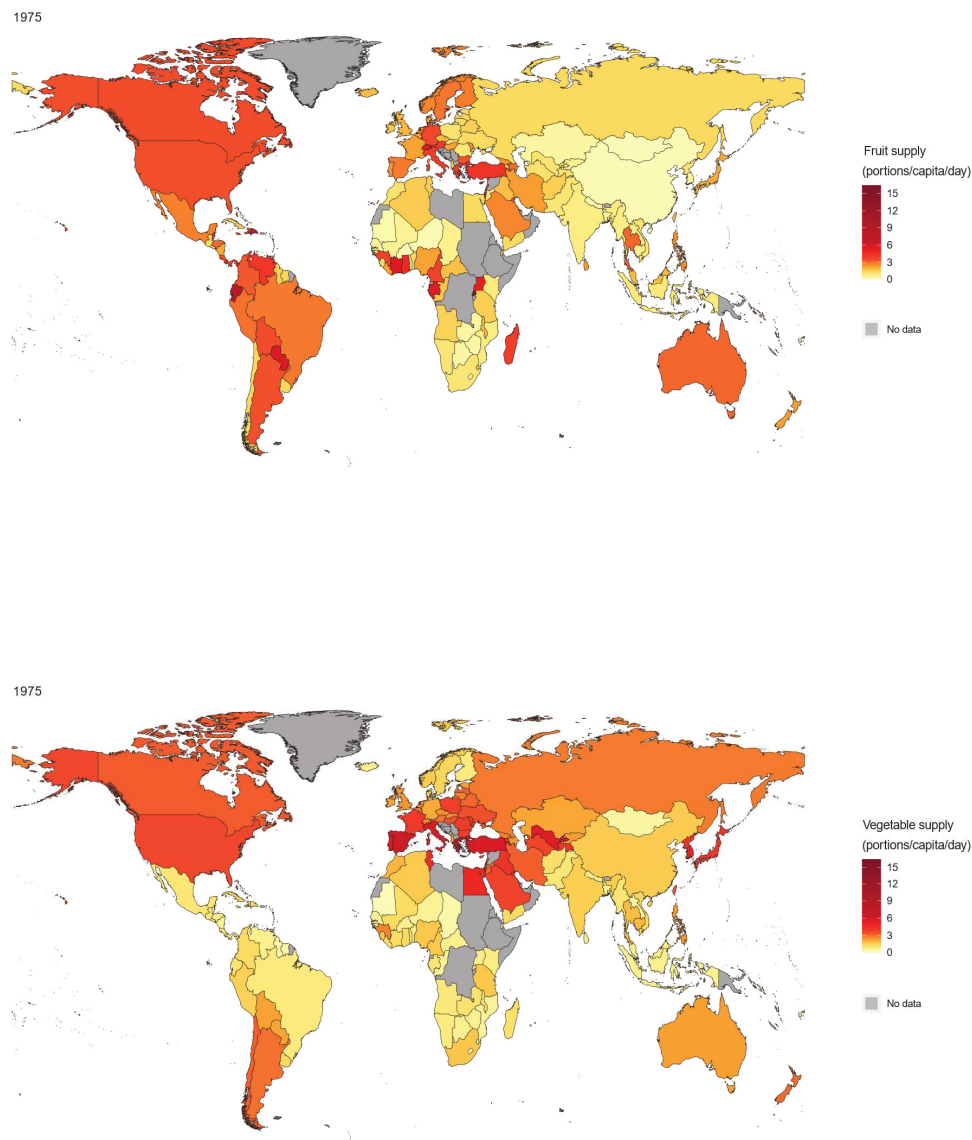 1975
Fruit supply
(portions/capita/day)
15
12
9
6
3
0
No data
1975
Vegetable supply
(portions/capita/day)
15
12
9
6
3
0
No data